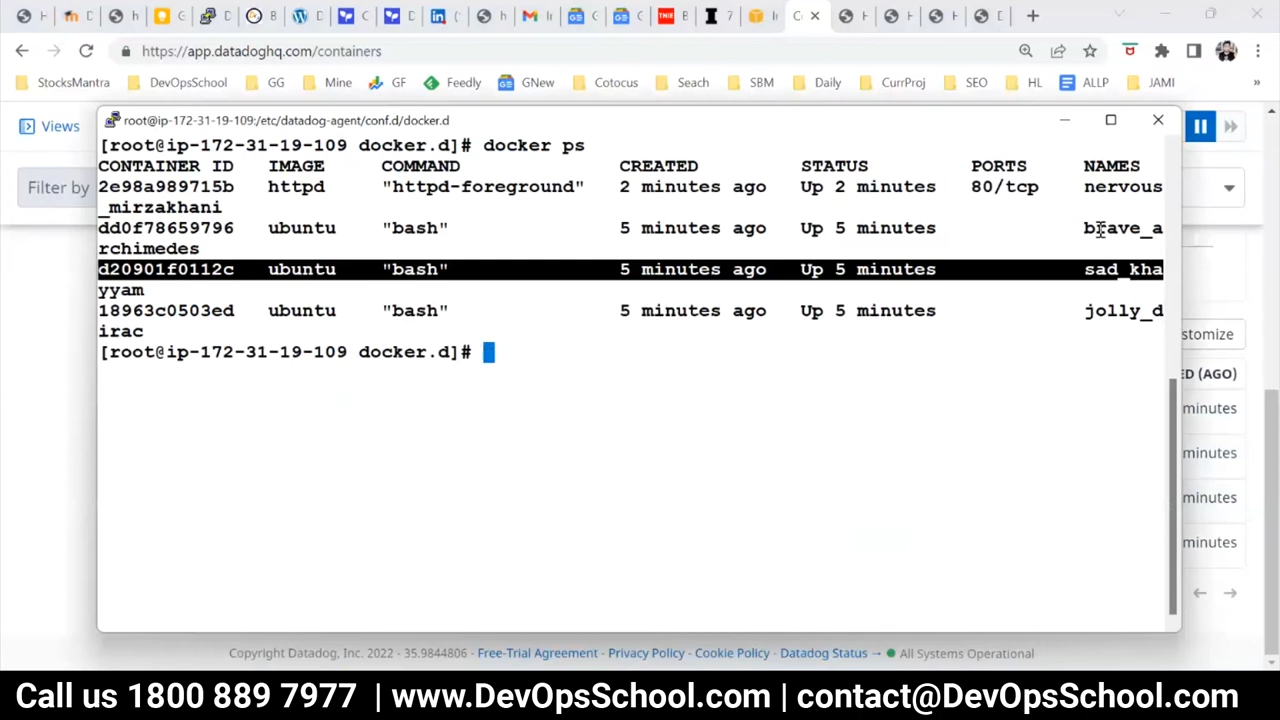 https://app.datadoghq.com/containers
StocksMantra DevOpsSchool GG Mine GF Feedly GNew Cotocus Seach SBM Daily CurrProj SEO HL ALLP JAMI »
Views
root@ip-172-31-19-109:/etc/datadog-agent/conf.d/docker.d
Filter by
[root@ip-172-31-19-109 docker.d]# docker ps
CONTAINER ID IMAGE COMMAND CREATED STATUS PORTS NAMES
2e98a989715b httpd "httpd-foreground" 2 minutes ago Up 2 minutes 80/tcp nervous
_mirzakhani
dd0f78659796 ubuntu "bash" 5 minutes ago Up 5 minutes brave_a
rchimedes
d20901f0112c ubuntu "bash" 5 minutes ago Up 5 minutes sad_kha
yyam
18963c0503ed ubuntu "bash" 5 minutes ago Up 5 minutes jolly_d
irac
[root@ip-172-31-19-109 docker.d]#
stomize
ED (AGO)
minutes
minutes
minutes
minutes
Copyright Datadog, Inc. 2022 - 35.9844806 - Free-Trial Agreement - Privacy Policy - Cookie Policy - Datadog Status → All Systems Operational
Call us 1800 889 7977 | www.DevOpsSchool.com | contact@DevOpsSchool.com